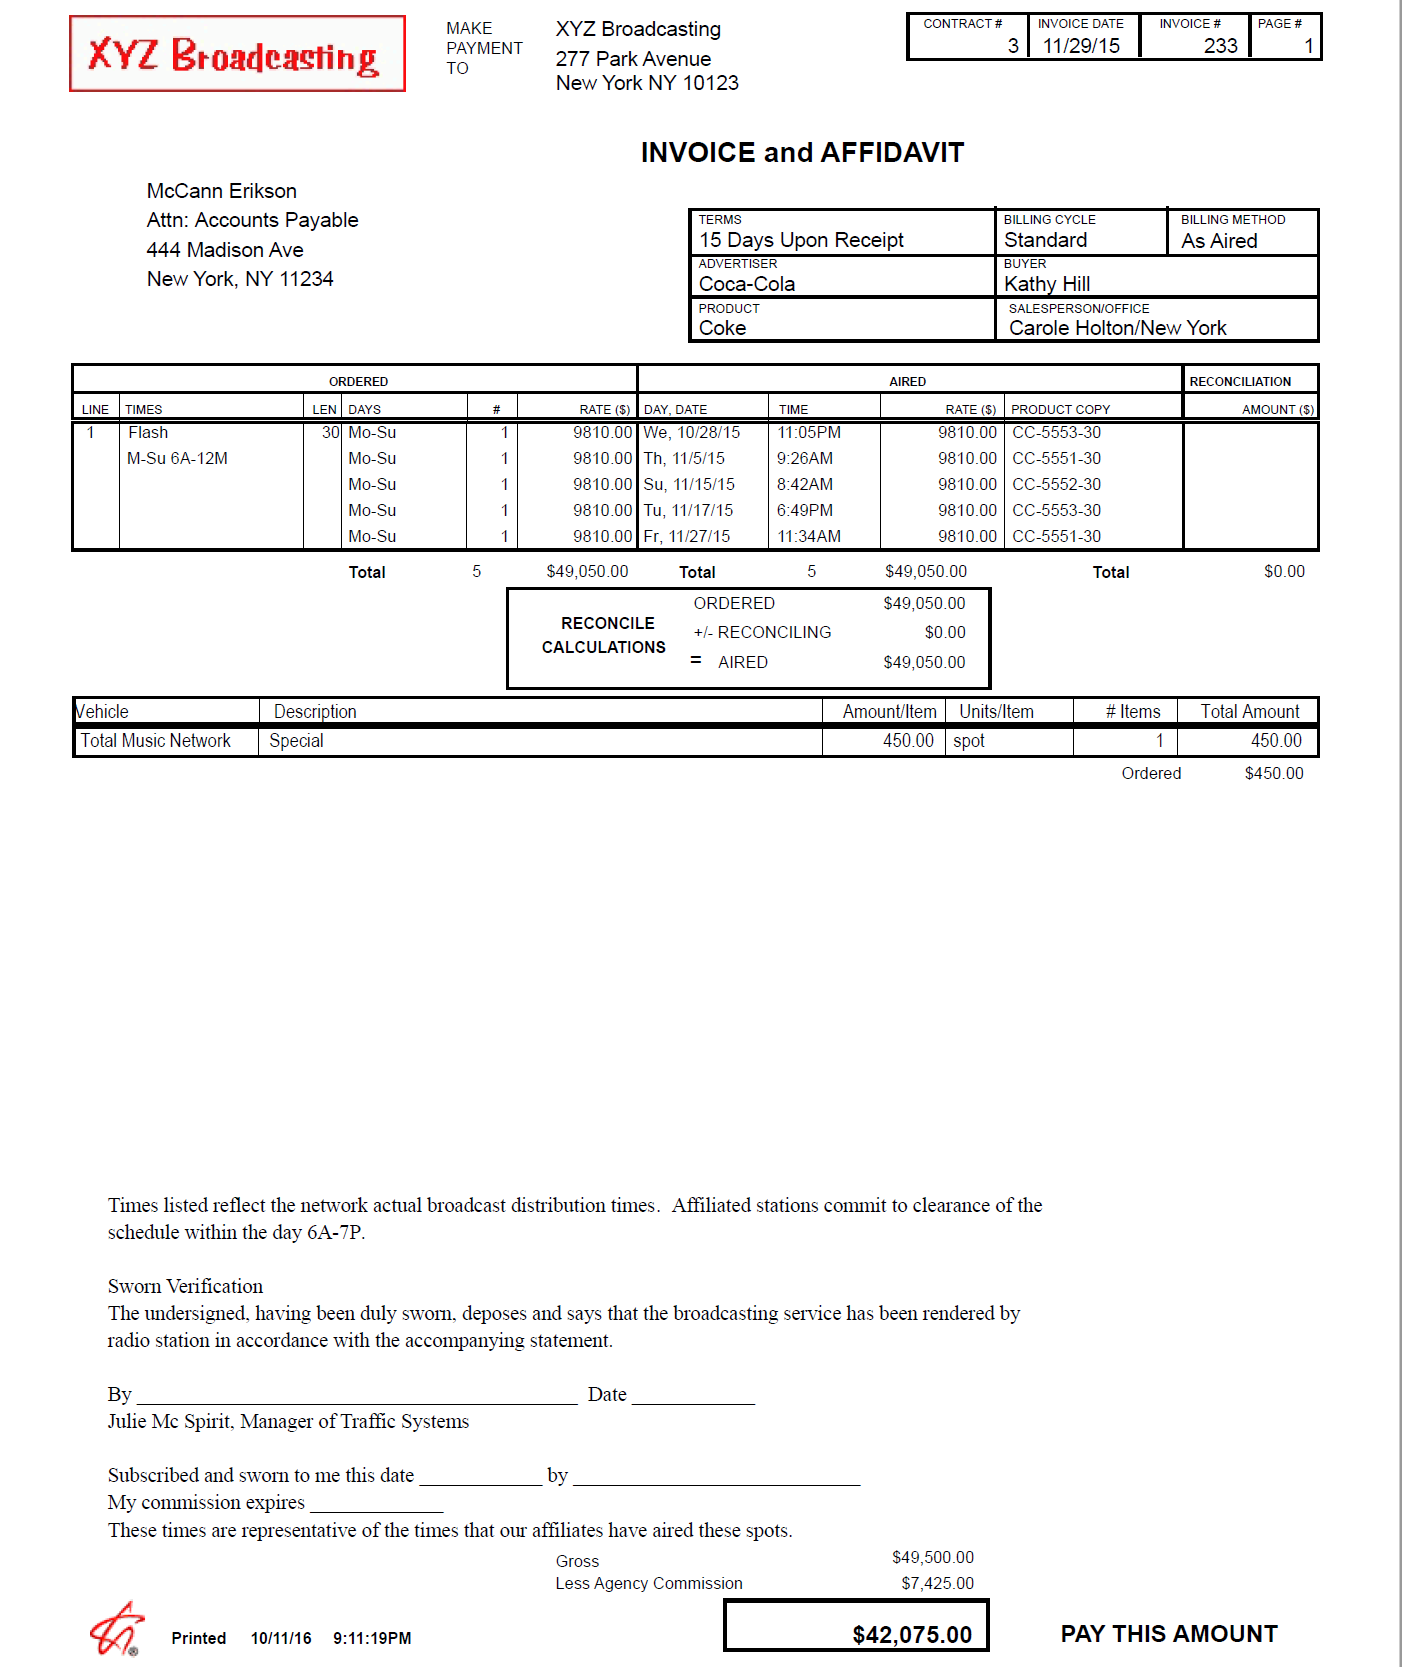 XYZ Broadcasting
MAKE PAYMENT TO
XYZ Broadcasting
277 Park Avenue
New York NY 10123
CONTRACT # INVOICE DATE INVOICE # PAGE #
3 11/29/15 233 1
INVOICE and AFFIDAVIT
McCann Erikson
Attn: Accounts Payable
444 Madison Ave
New York, NY 11234
TERMS BILLING CYCLE BILLING METHOD
15 Days Upon Receipt Standard As Aired
ADVERTISER BUYER
Coca-Cola Kathy Hill
PRODUCT SALESPERSON/OFFICE
Coke Carole Holton/New York
ORDERED AIRED RECONCILIATION
LINE TIMES LEN DAYS # RATE ($) DAY, DATE TIME RATE ($) PRODUCT COPY AMOUNT ($)
1 Flash 30 Mo-Su 1 9810.00 We, 10/28/15 11:05PM 9810.00 CC-5553-30
M-Su 6A-12M Mo-Su 1 9810.00 Th, 11/5/15 9:26AM 9810.00 CC-5551-30
Mo-Su 1 9810.00 Su, 11/15/15 8:42AM 9810.00 CC-5552-30
Mo-Su 1 9810.00 Tu, 11/17/15 6:49PM 9810.00 CC-5553-30
Mo-Su 1 9810.00 Fr, 11/27/15 11:34AM 9810.00 CC-5551-30
Total 5 $49,050.00 Total 5 $49,050.00 Total $0.00
RECONCILE CALCULATIONS
ORDERED $49,050.00
+/- RECONCILING $0.00
= AIRED $49,050.00
Vehicle Description Amount/Item Units/Item # Items Total Amount
Total Music Network Special 450.00 spot 1 450.00
Ordered $450.00
Times listed reflect the network actual broadcast distribution times. Affiliated stations commit to clearance of the
schedule within the day 6A-7P.
Sworn Verification
The undersigned, having been duly sworn, deposes and says that the broadcasting service has been rendered by
radio station in accordance with the accompanying statement.
By Date
Julie Mc Spirit, Manager of Traffic Systems
Subscribed and sworn to me this date by
My commission expires
These times are representative of the times that our affiliates have aired these spots.
Gross $49,500.00
Less Agency Commission $7,425.00
Printed 10/11/16 9:11:19PM
$42,075.00 PAY THIS AMOUNT